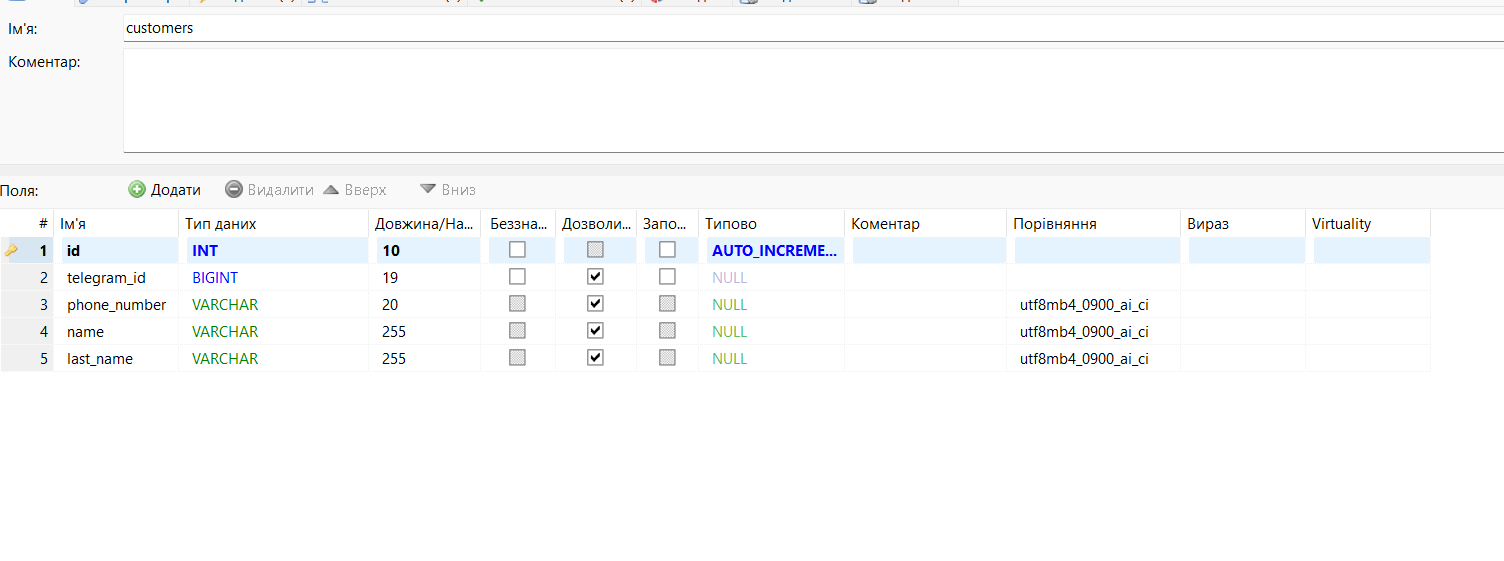 Ім'я: customers
Коментар:
Поля: Додати Видалити Вверх Вниз
# Ім'я Тип даних Довжина/На... Беззна... Дозволи... Запо... Типово Коментар Порівняння Вираз Virtuality
1 id INT 10 AUTO_INCREME...
2 telegram_id BIGINT 19 NULL
3 phone_number VARCHAR 20 NULL utf8mb4_0900_ai_ci
4 name VARCHAR 255 NULL utf8mb4_0900_ai_ci
5 last_name VARCHAR 255 NULL utf8mb4_0900_ai_ci